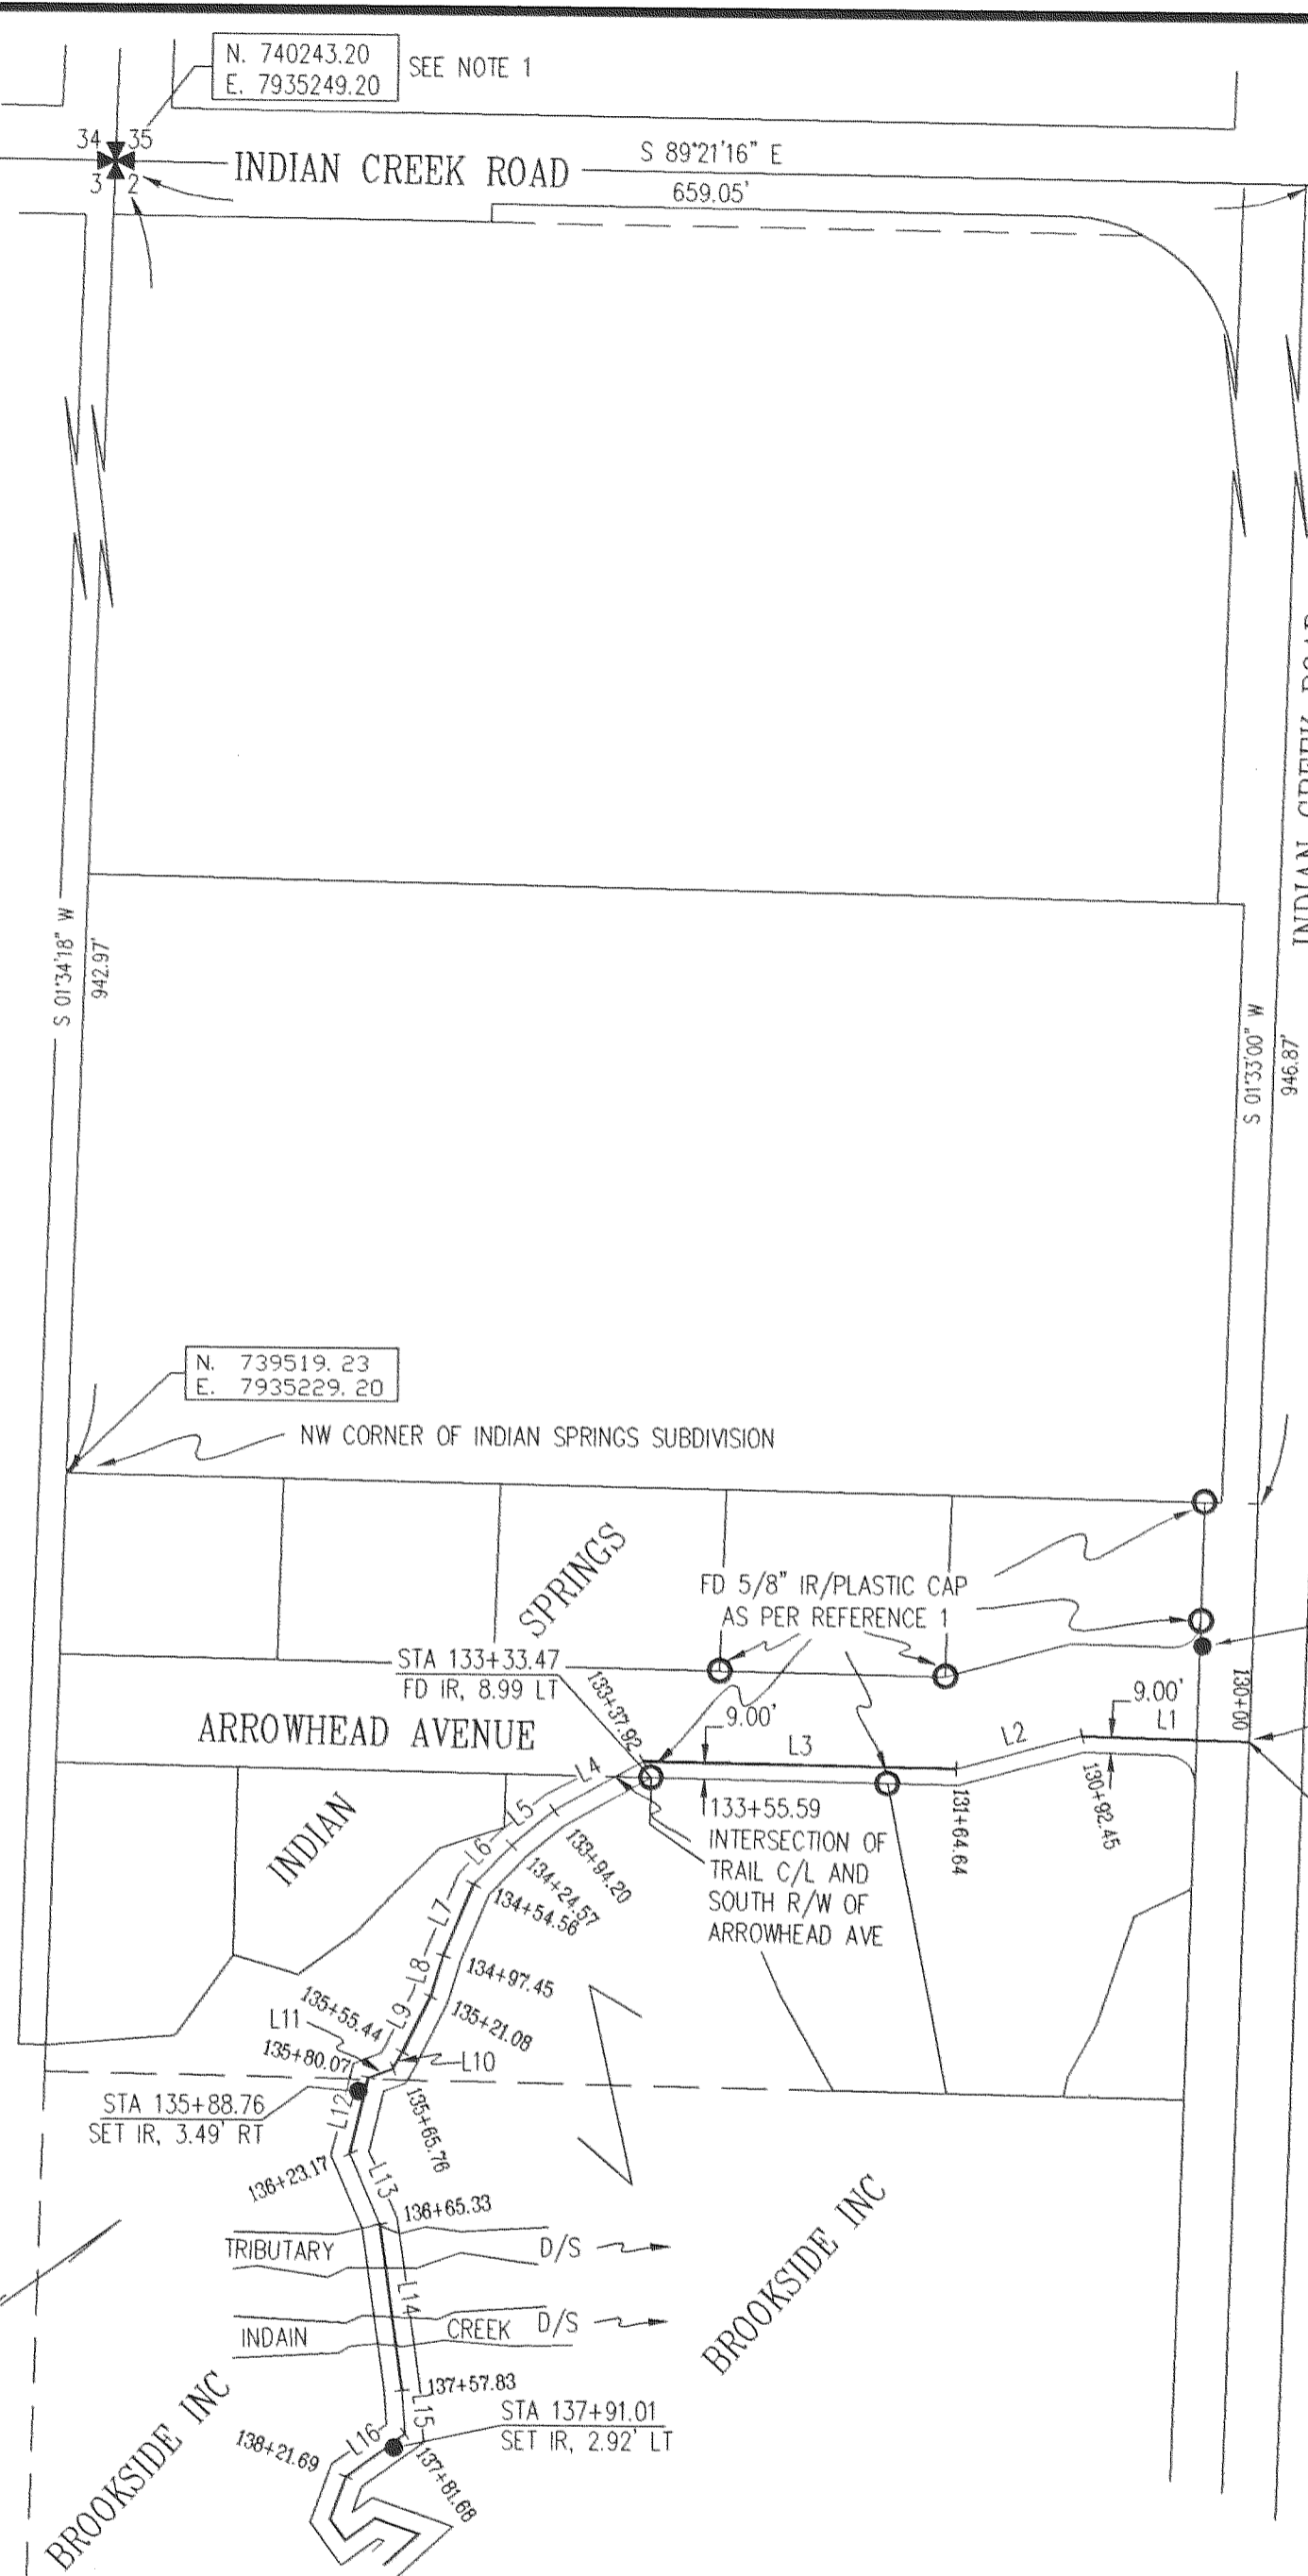 N. 740243.20
E. 7935249.20
SEE NOTE 1
34 35
3 2
INDIAN CREEK ROAD
S 89°21'16" E
659.05'
S 01°34'18" W
942.97'
S 01°33'00" W
946.87'
N. 739519.23
E. 7935229.20
NW CORNER OF INDIAN SPRINGS SUBDIVISION
SPRINGS
FD 5/8" IR/PLASTIC CAP
AS PER REFERENCE 1
STA 133+33.47
FD IR, 8.99 LT
133+37.92
ARROWHEAD AVENUE
9.00'
L3
L2
9.00'
L1
130+00
130+92.45
131+64.64
133+55.59
INTERSECTION OF
TRAIL C/L AND
SOUTH R/W OF
ARROWHEAD AVE
INDIAN
L4
L5
L6
L7
L8
L9
133+94.20
134+24.57
134+54.56
134+97.45
135+21.08
135+55.44
L11
L10
135+80.07
STA 135+88.76
SET IR, 3.49' RT
L12
135+65.76
136+23.17
L13
136+65.33
TRIBUTARY
D/S
L14
INDAIN
CREEK
D/S
BROOKSIDE INC
137+57.83
L15
STA 137+91.01
SET IR, 2.92' LT
L16
138+21.69
137+81.68
BROOKSIDE INC